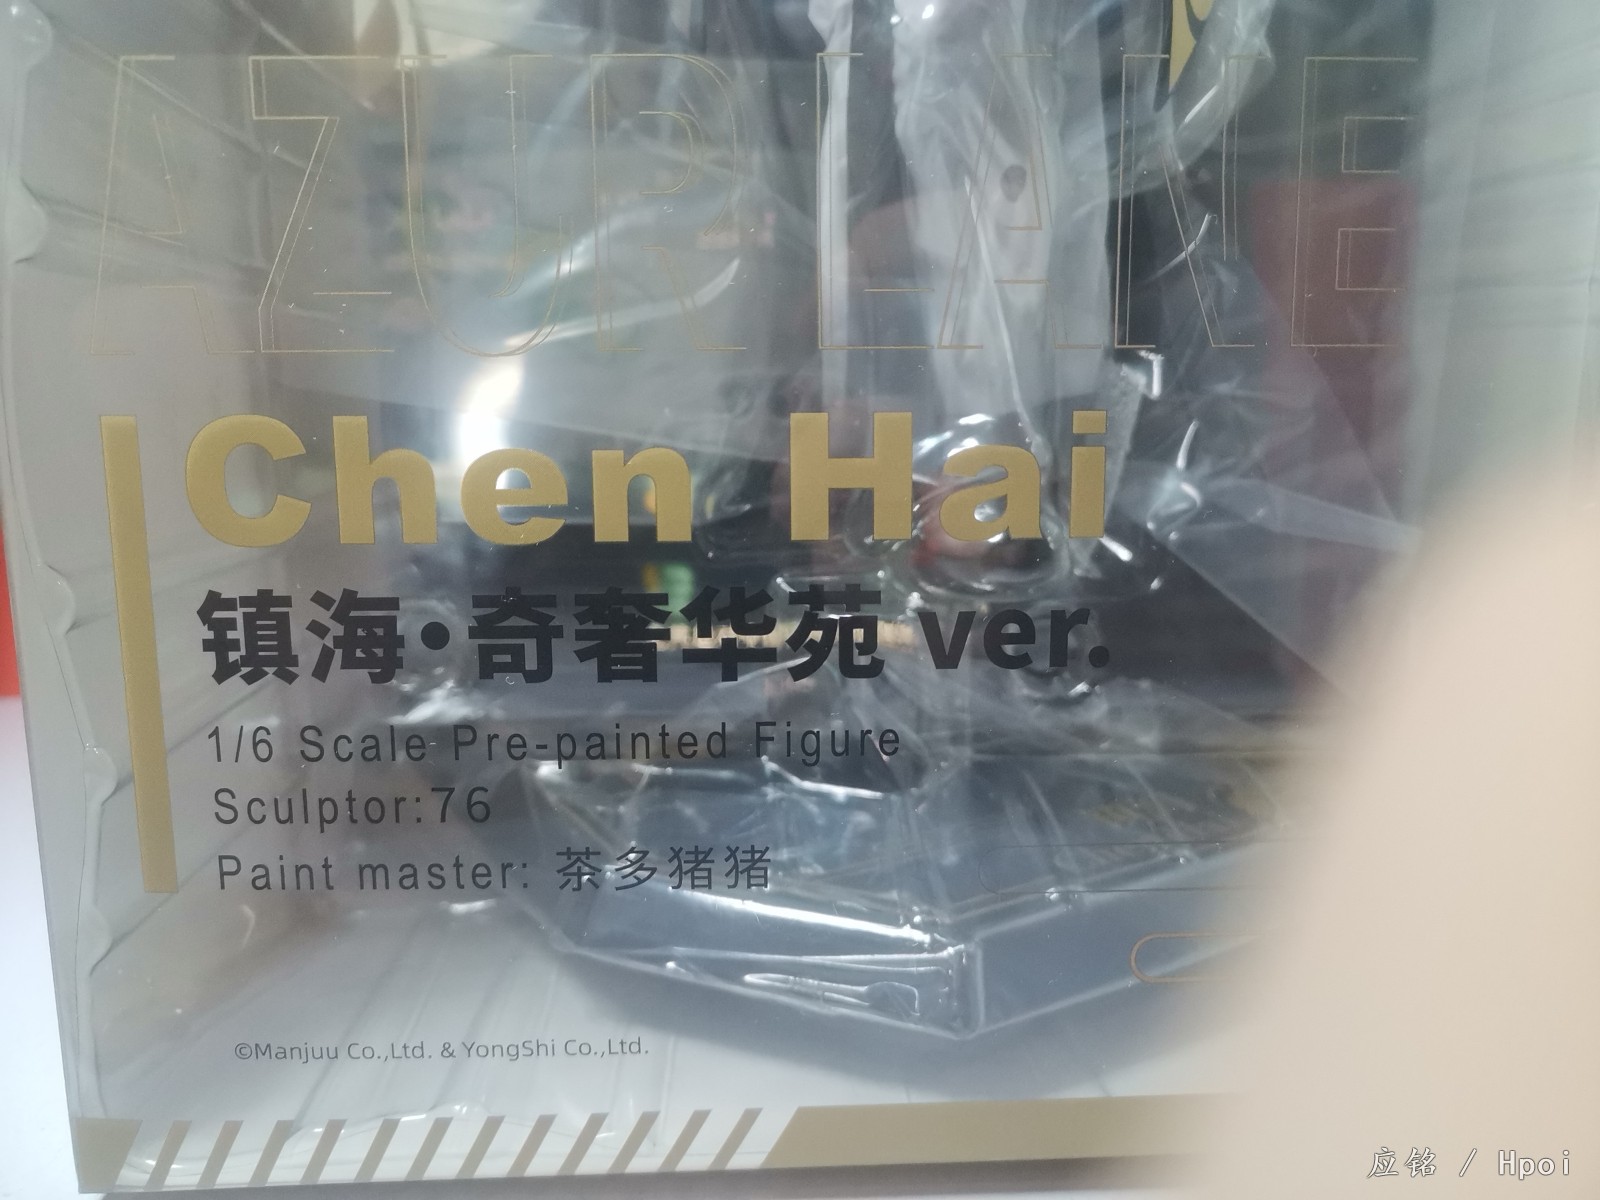 AZUR LANE
Chen Hai
镇海·奇奢华苑 ver.
1/6 Scale Pre-painted Figure
Sculptor:76
Paint master: 茶多猪猪
©Manjuu Co.,Ltd. & YongShi Co.,Ltd.
应铭 / Hpoi